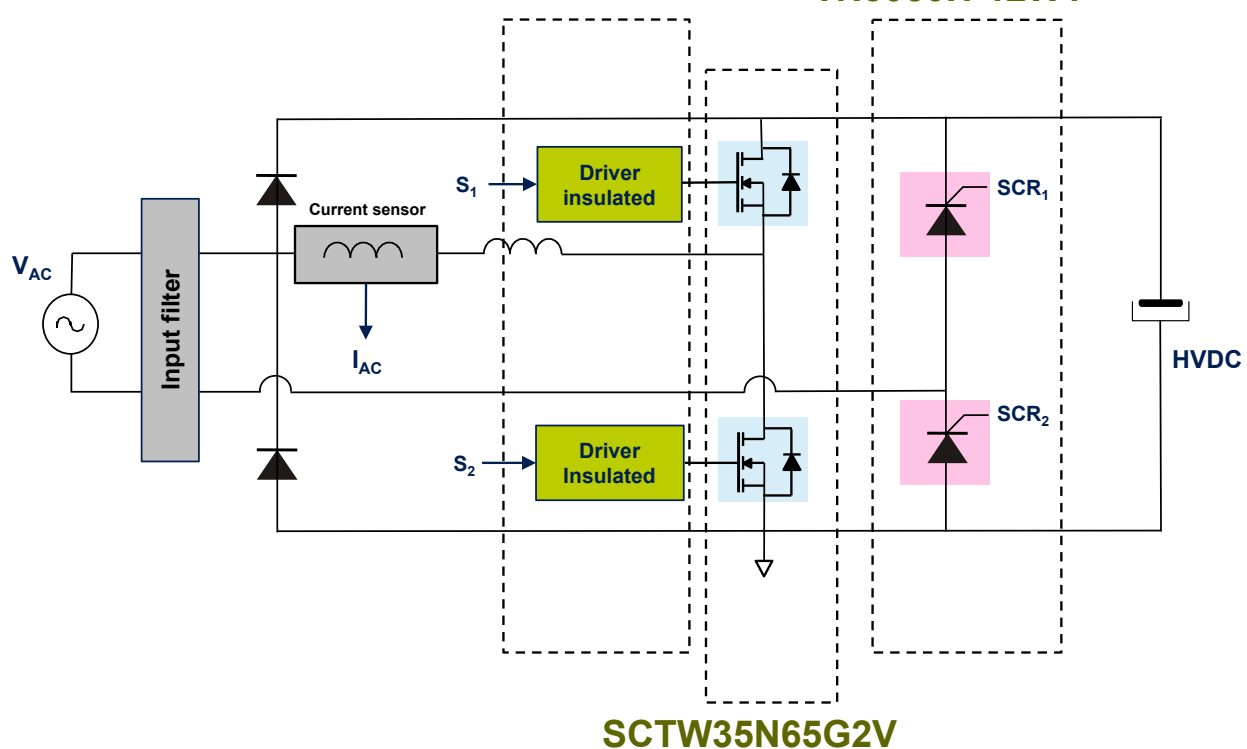 Driver
insulated
S1
SCR1
Current sensor
VAC
Input filter
IAC
HVDC
SCR2
Driver
Insulated
S2
SCTW35N65G2V